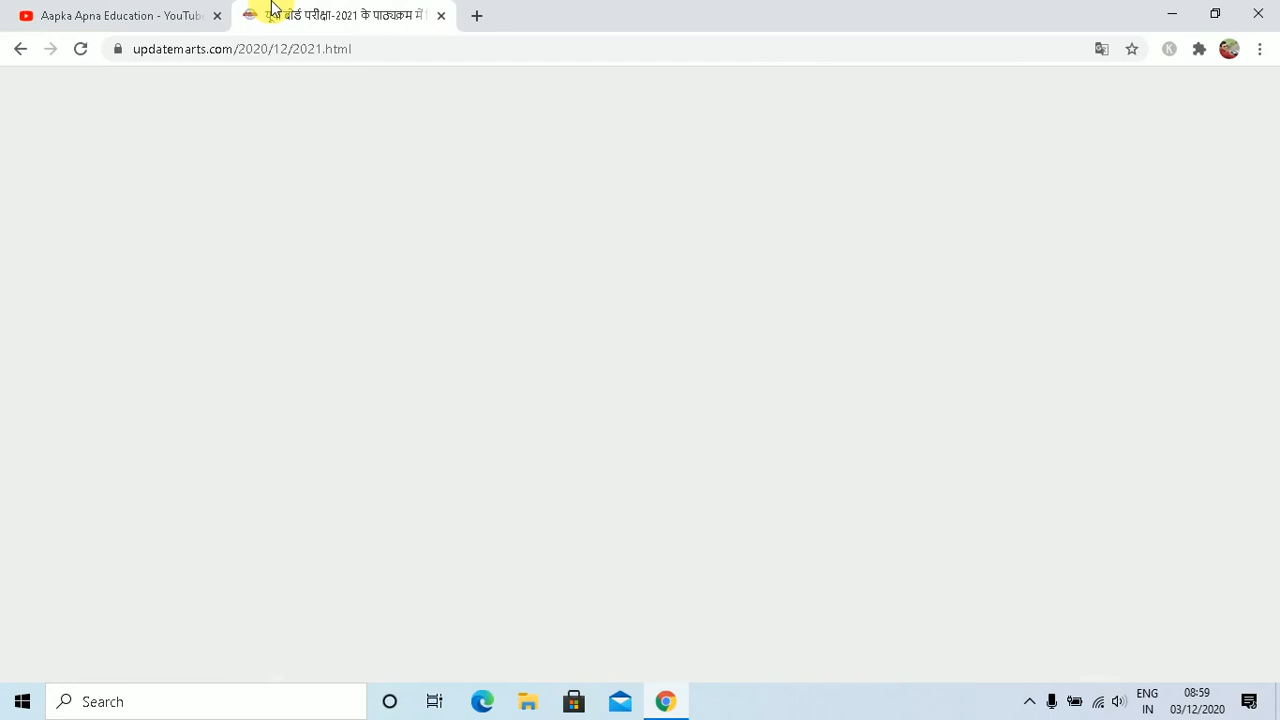 Aapka Apna Education - YouTube
बोर्ड परीक्षा-2021 के पाठ्यक्रम में
updatemarts.com/2020/12/2021.html
K
Search
ENG
IN
08:59
03/12/2020